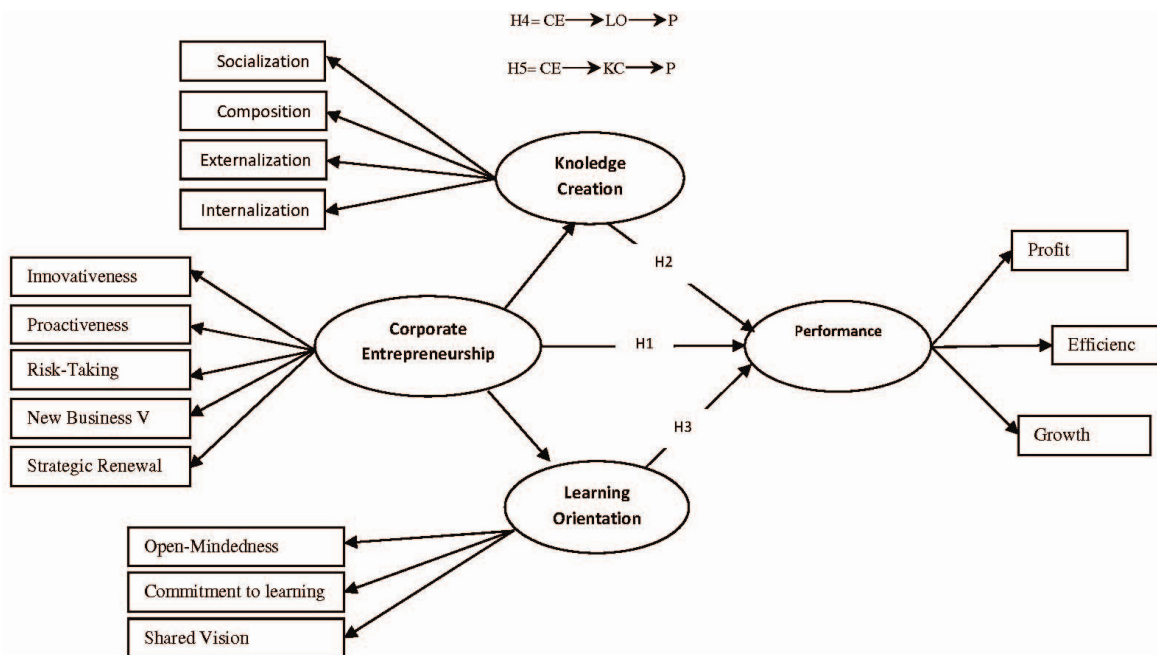 H4= CE LO P
H5= CE KC P
Socialization
Composition
Externalization
Internalization
Knoledge
Creation
Innovativeness
Proactiveness
Risk-Taking
New Business V
Strategic Renewal
Corporate
Entrepreneurship
H2
H1
H3
Performance
Profit
Efficienc
Growth
Learning
Orientation
Open-Mindedness
Commitment to learning
Shared Vision